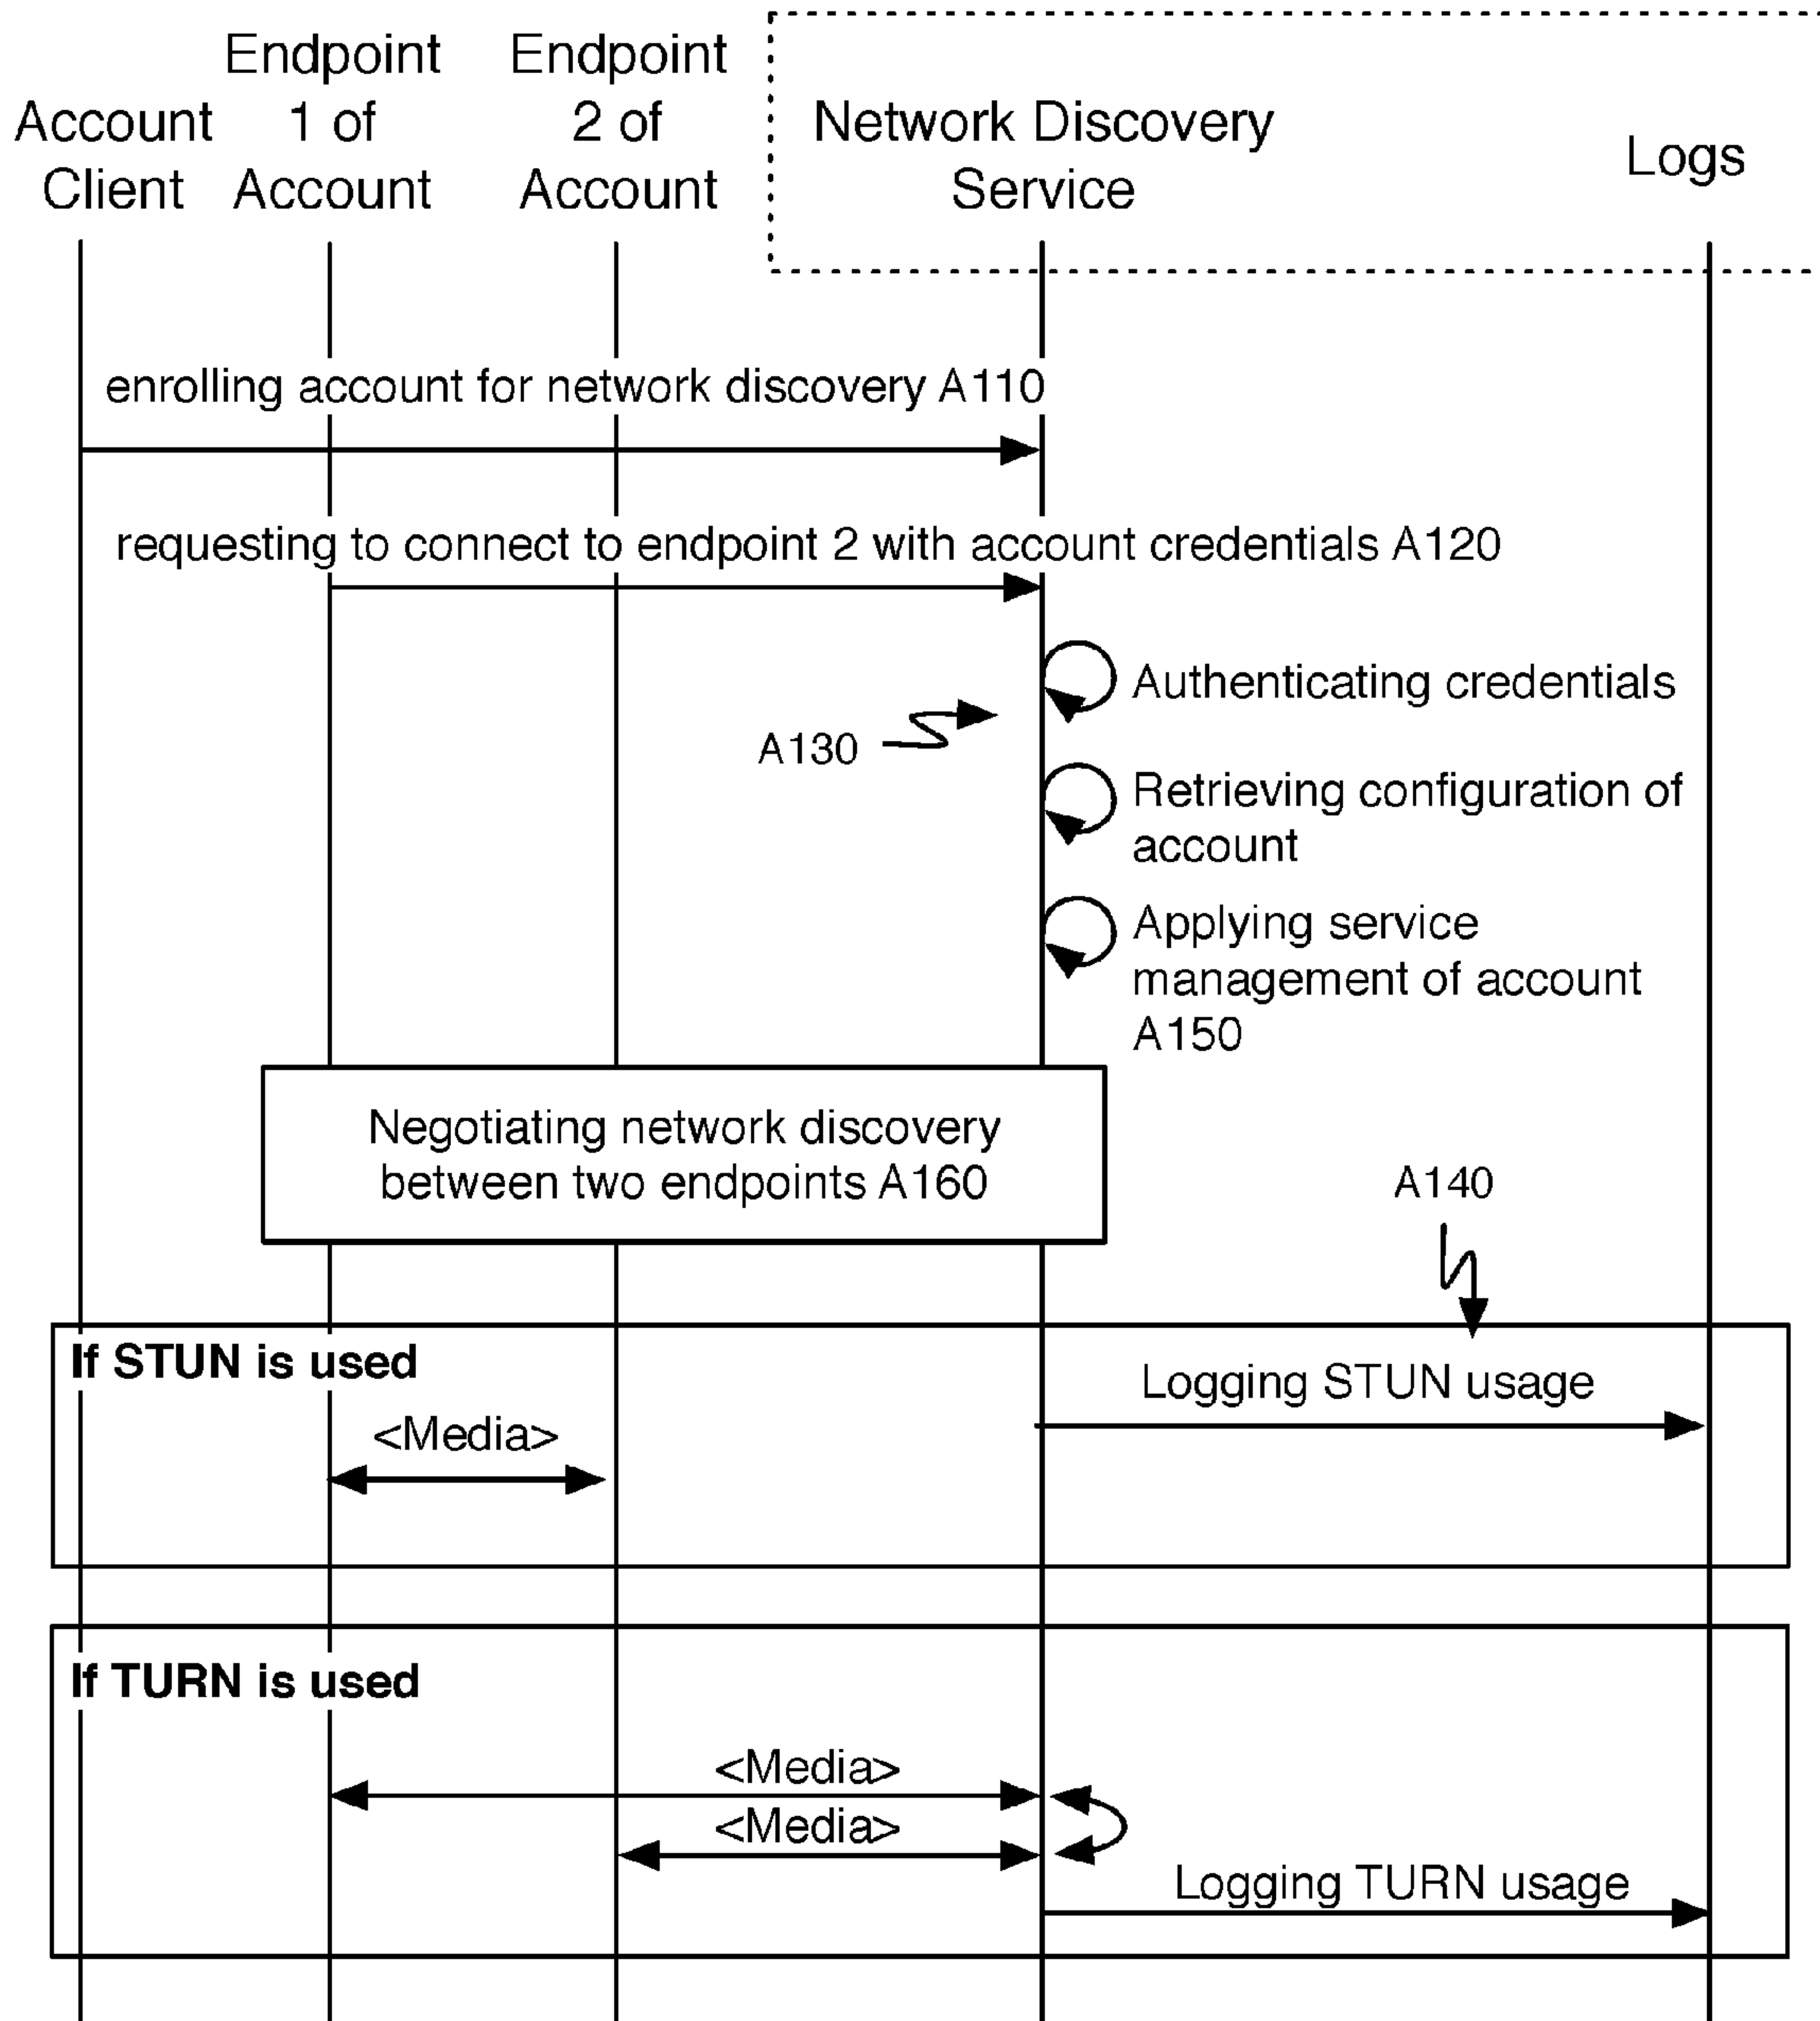 Account
Client
Endpoint
1 of
Account
Endpoint
2 of
Account
Network Discovery
Service
Logs
enrolling account for network discovery A110
requesting to connect to endpoint 2 with account credentials A120
Authenticating credentials
A130
Retrieving configuration of
account
Applying service
management of account
A150
Negotiating network discovery
between two endpoints A160
A140
If STUN is used
Logging STUN usage
<Media>
If TURN is used
<Media>
<Media>
Logging TURN usage